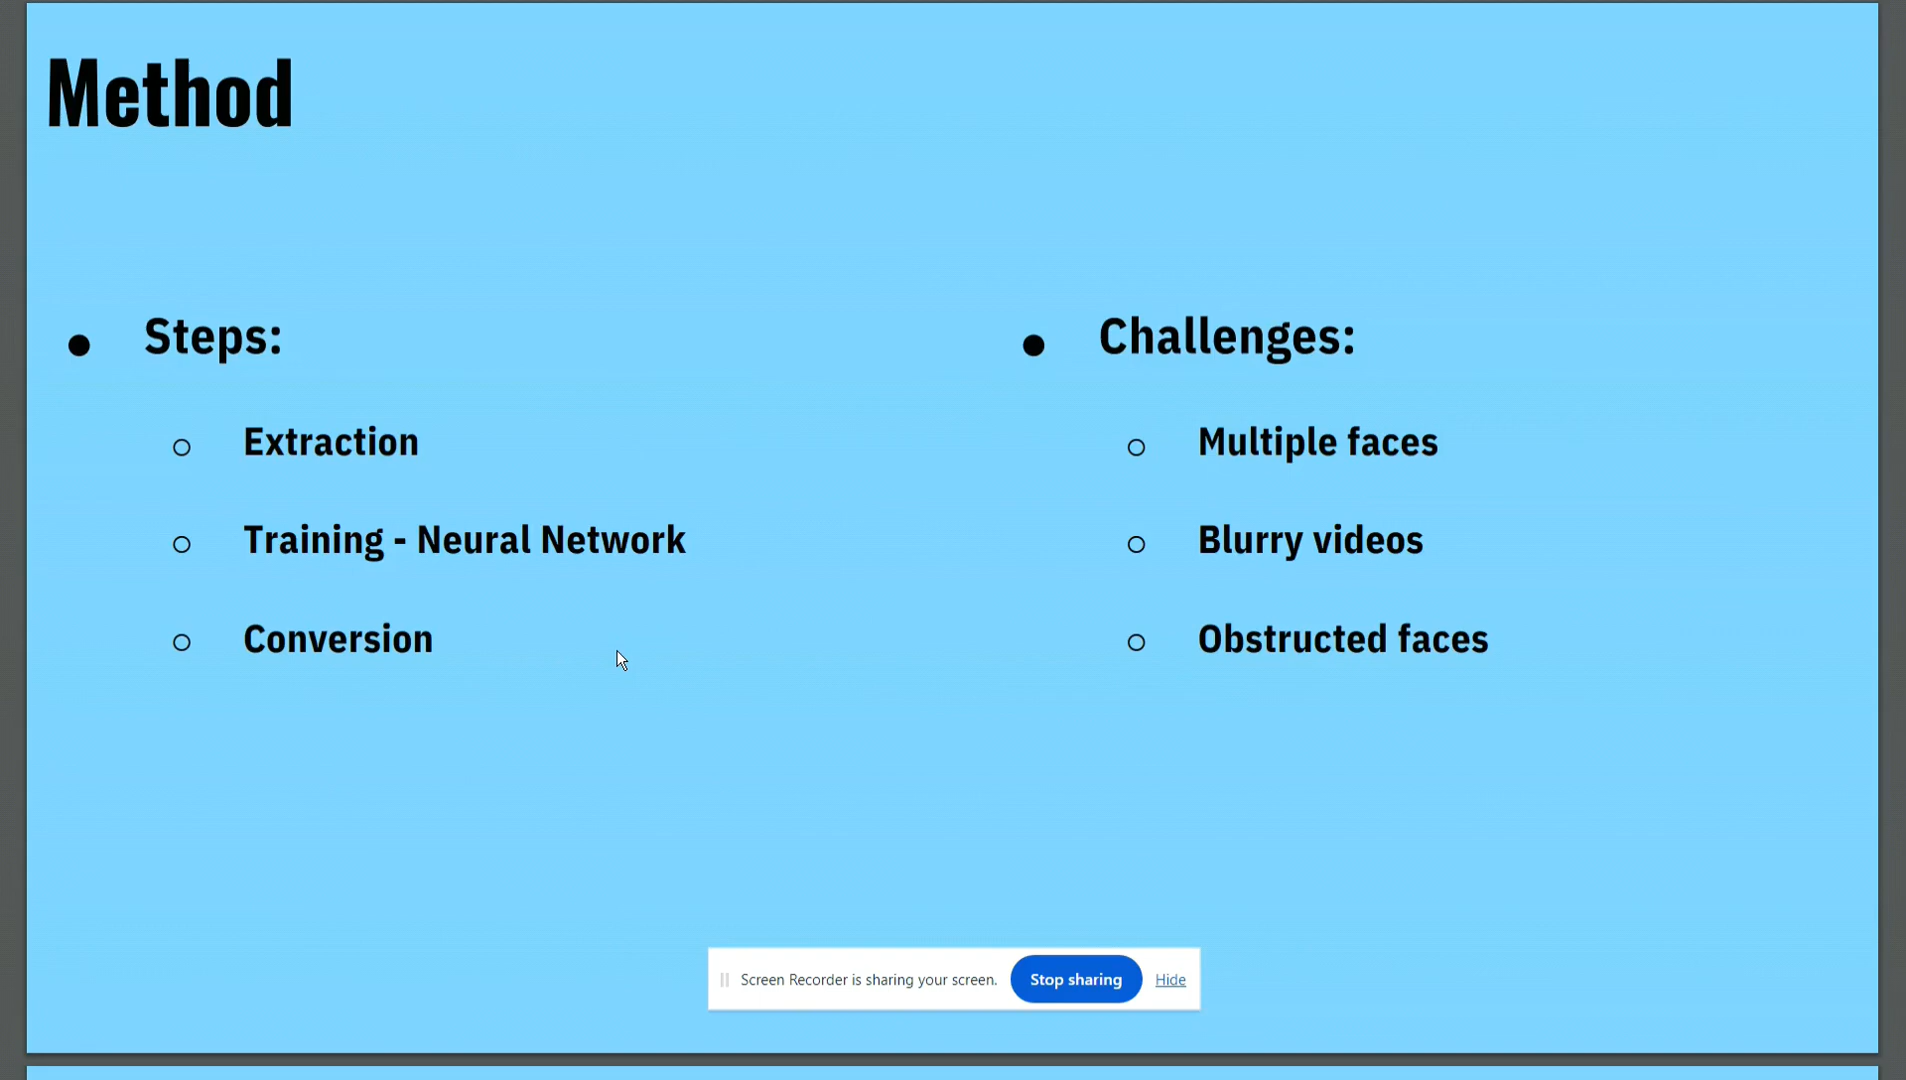 Method
Steps:
Extraction
Training - Neural Network
Conversion
Challenges:
Multiple faces
Blurry videos
Obstructed faces
Screen Recorder is sharing your screen. Stop sharing Hide